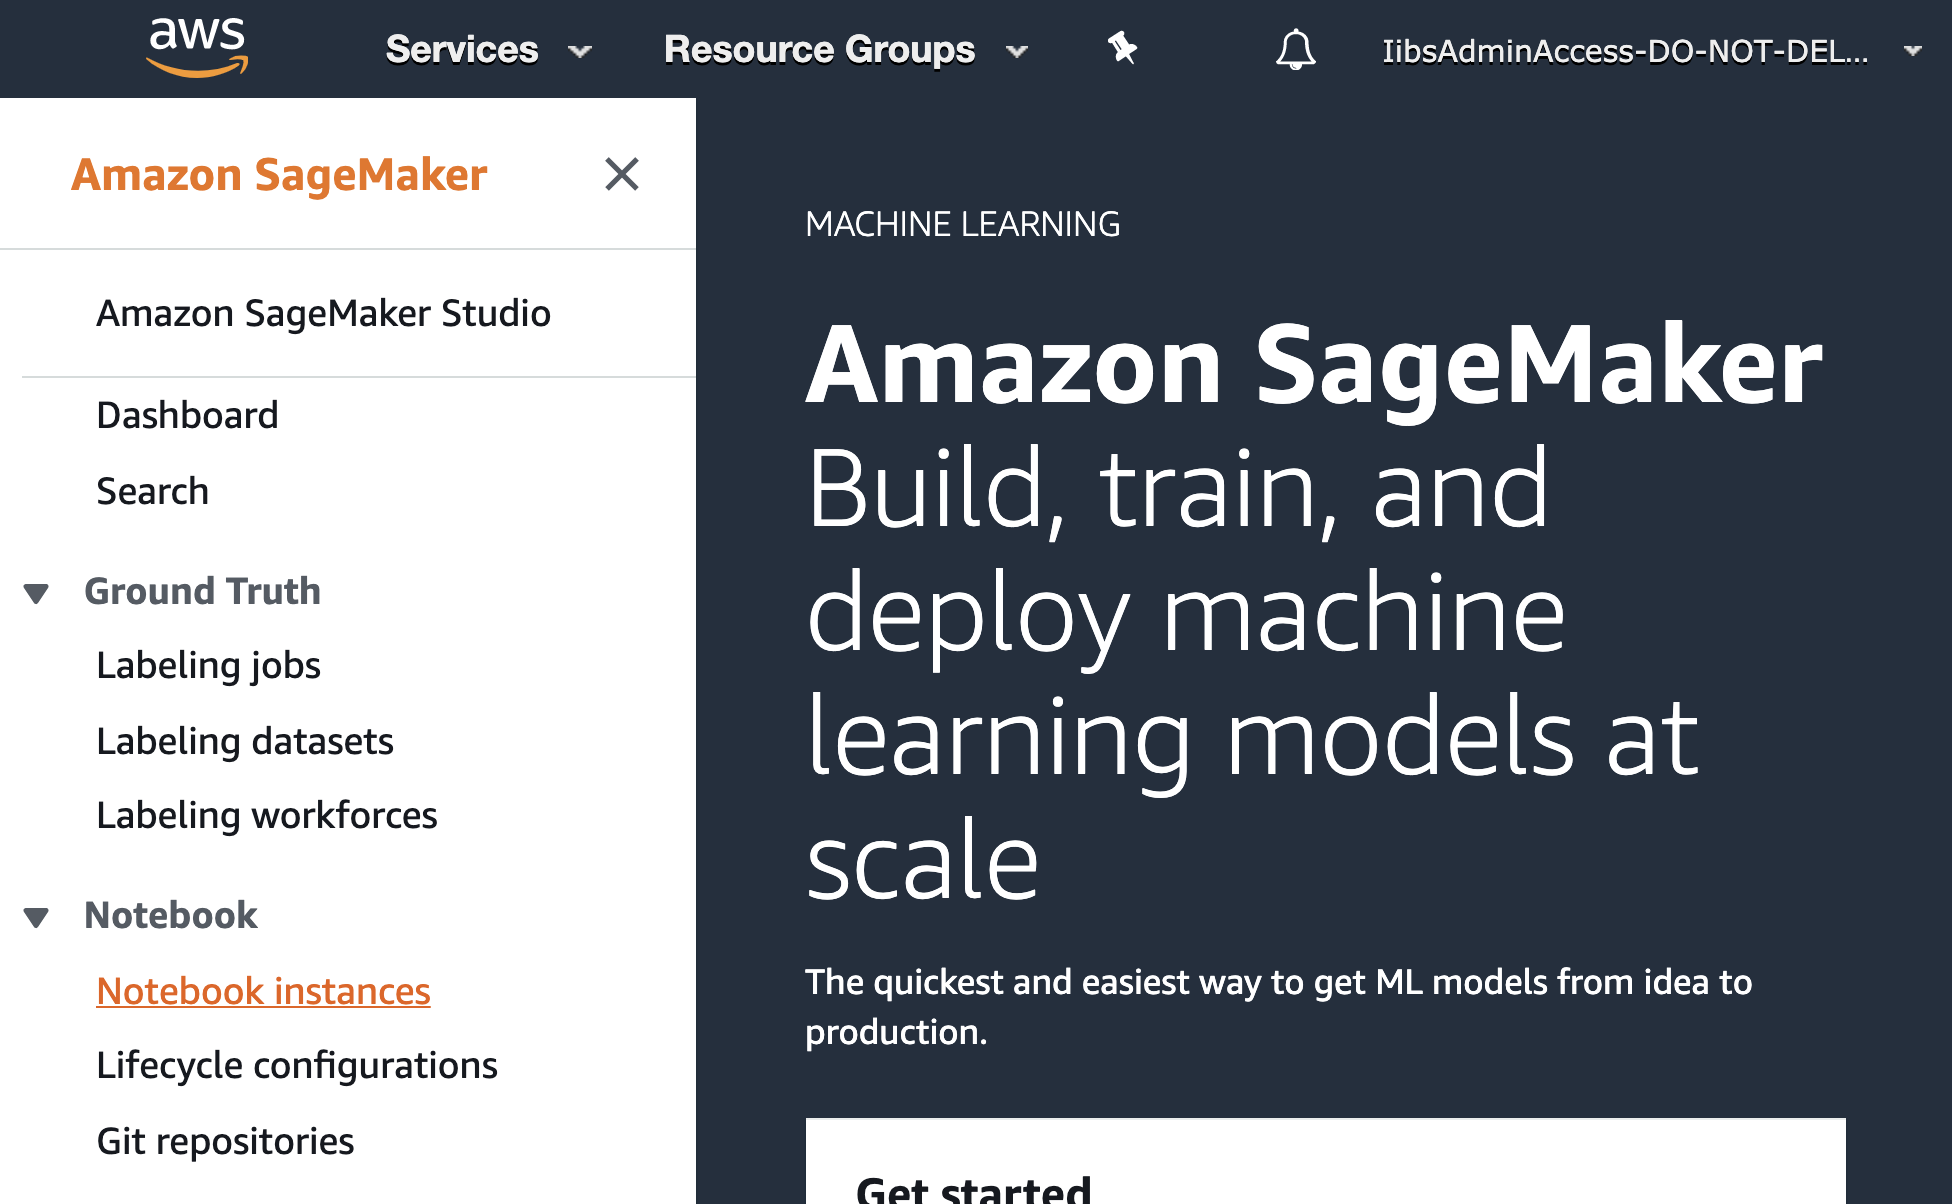 aws Services Resource Groups IibsAdminAccess-DO-NOT-DEL...
Amazon SageMaker
Amazon SageMaker Studio
Dashboard
Search
Ground Truth
Labeling jobs
Labeling datasets
Labeling workforces
Notebook
Notebook instances
Lifecycle configurations
Git repositories
MACHINE LEARNING
Amazon SageMaker
Build, train, and
deploy machine
learning models at
scale
The quickest and easiest way to get ML models from idea to
production.
Get started